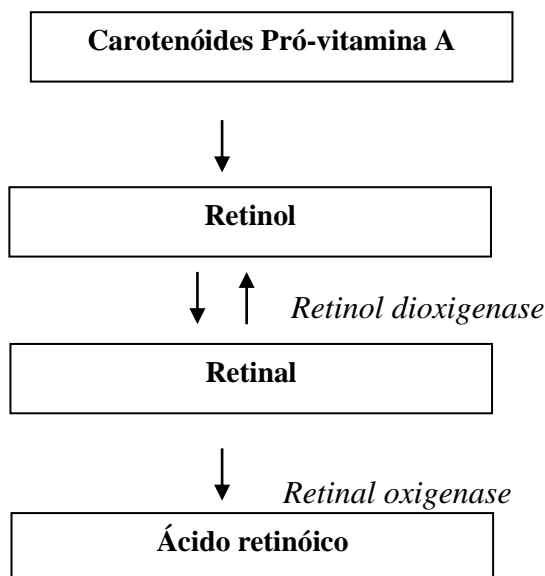 Carotenóides Pró-vitamina A
Retinol
Retinol dioxigenase
Retinal
Retinal oxigenase
Ácido retinóico